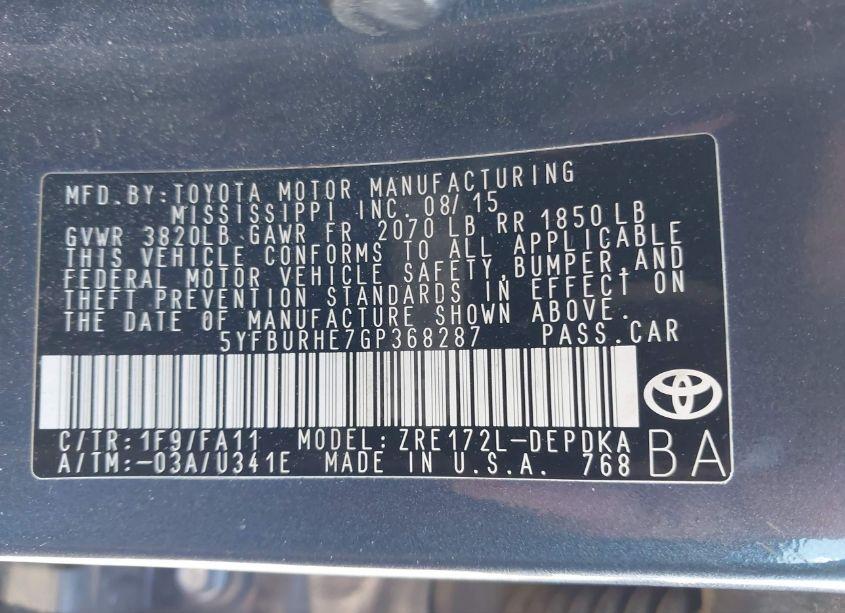 MFD.BY:TOYOTA MOTOR MANUFACTURING
MISSISSIPPI INC. 08/15
GVWR 3820LB GAWR FR 2070 LB RR 1850 LB
THIS VEHICLE CONFORMS TO ALL APPLICABLE
FEDERAL MOTOR VEHICLE SAFETY,BUMPER,AND
THEFT PREVENTION STANDARDS IN EFFECT ON
THE DATE OF MANUFACTURE SHOWN ABOVE.
5YFBURHE7GP368287 PASS.CAR
C/TR:1F9/FA11 MODEL:ZRE172L-DEPDKA
A/TM:-03A/U341E MADE IN U.S.A. 768
BA